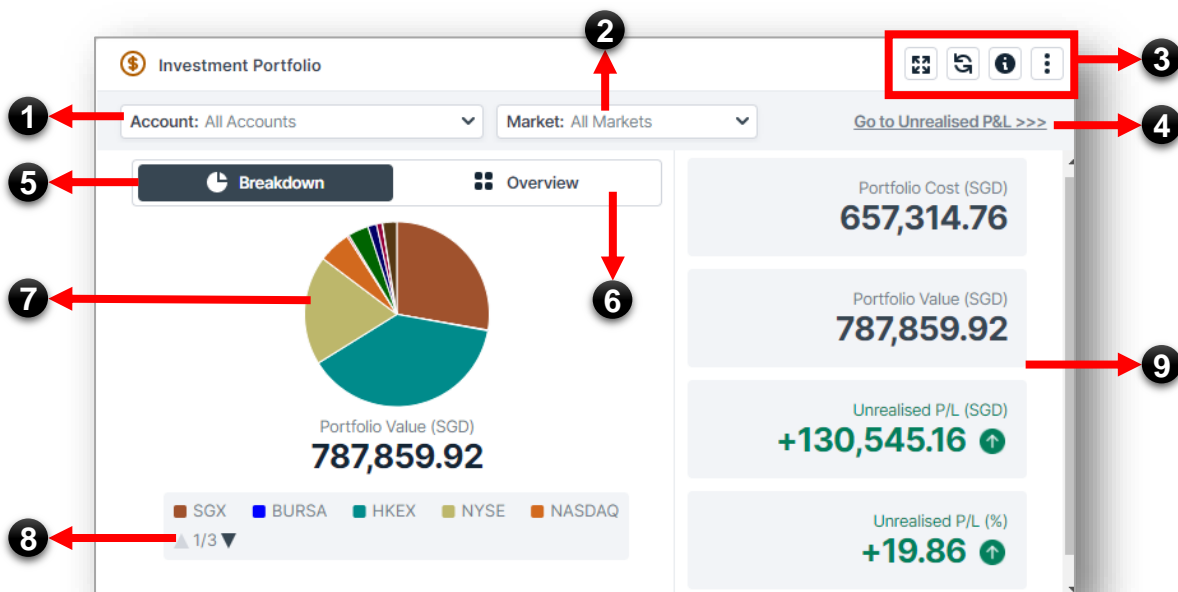 2
Investment Portfolio
3
1
Account: All Accounts
Market: All Markets
Go to Unrealised P&L >>>
4
5
Breakdown
Overview
Portfolio Cost (SGD)
657,314.76
7
6
Portfolio Value (SGD)
787,859.92
9
Portfolio Value (SGD)
787,859.92
Unrealised P/L (SGD)
+130,545.16
SGX BURSA HKEX NYSE NASDAQ
8
1/3
Unrealised P/L (%)
+19.86